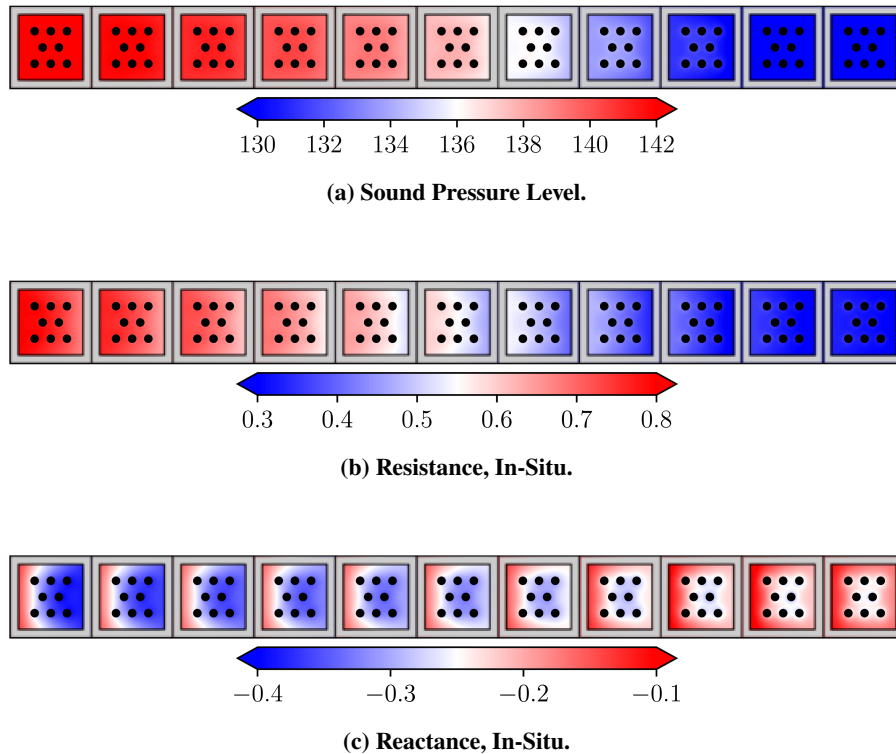 130 132 134 136 138 140 142
(a) Sound Pressure Level.
0.3 0.4 0.5 0.6 0.7 0.8
(b) Resistance, In-Situ.
−0.4 −0.3 −0.2 −0.1
(c) Reactance, In-Situ.